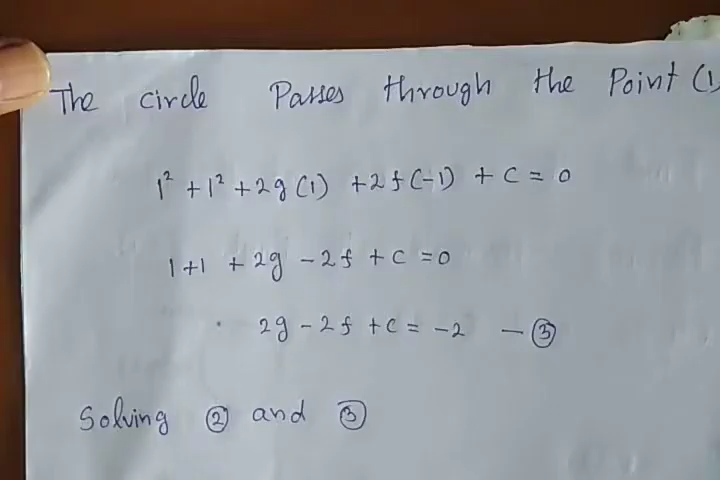 The circle Passes through the Point (1
1² + 1² + 2g (1) + 2f (-1) + c = 0
1+1 + 2g - 2f + c = 0
2g - 2f + c = -2 — ③
Solving ② and ③